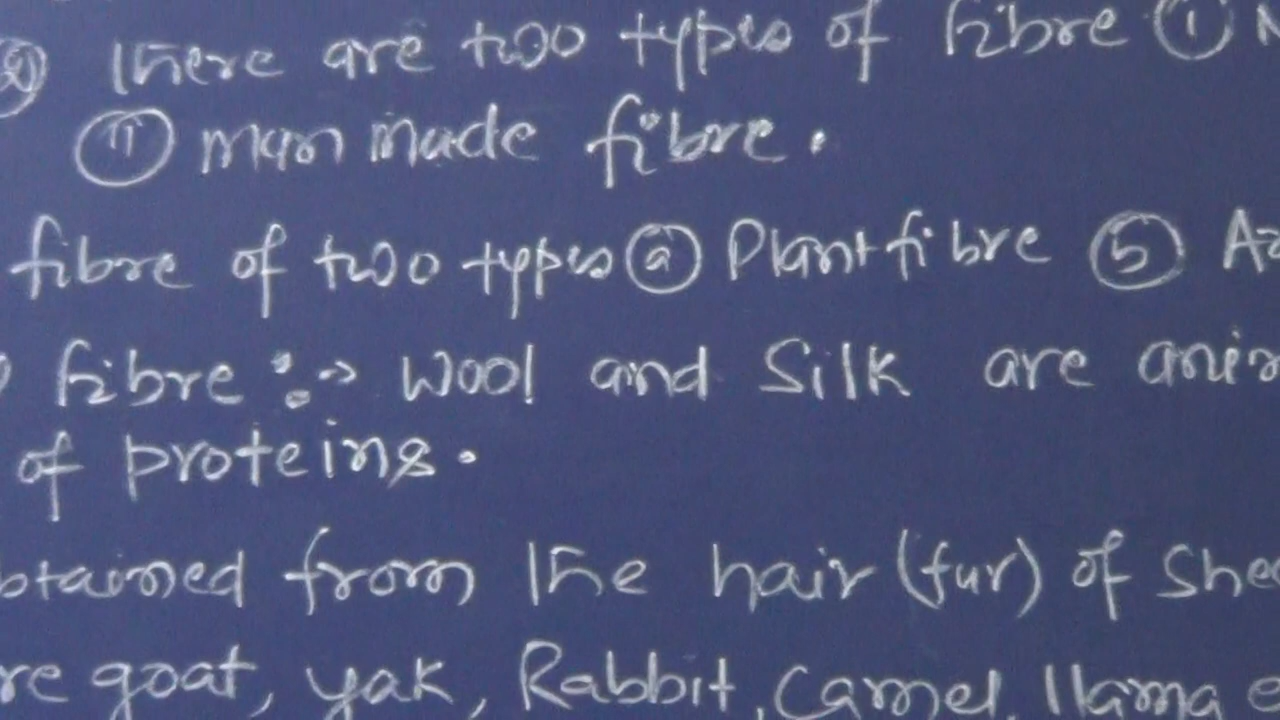 There are two types of fibre (i)
(ii) man made fibre.
fibre of two types (a) Plant fibre (b)
fibre :-> Wool and Silk are
of proteins.
from the hair (fur) of
goat, yak, Rabbit, Camel, llama